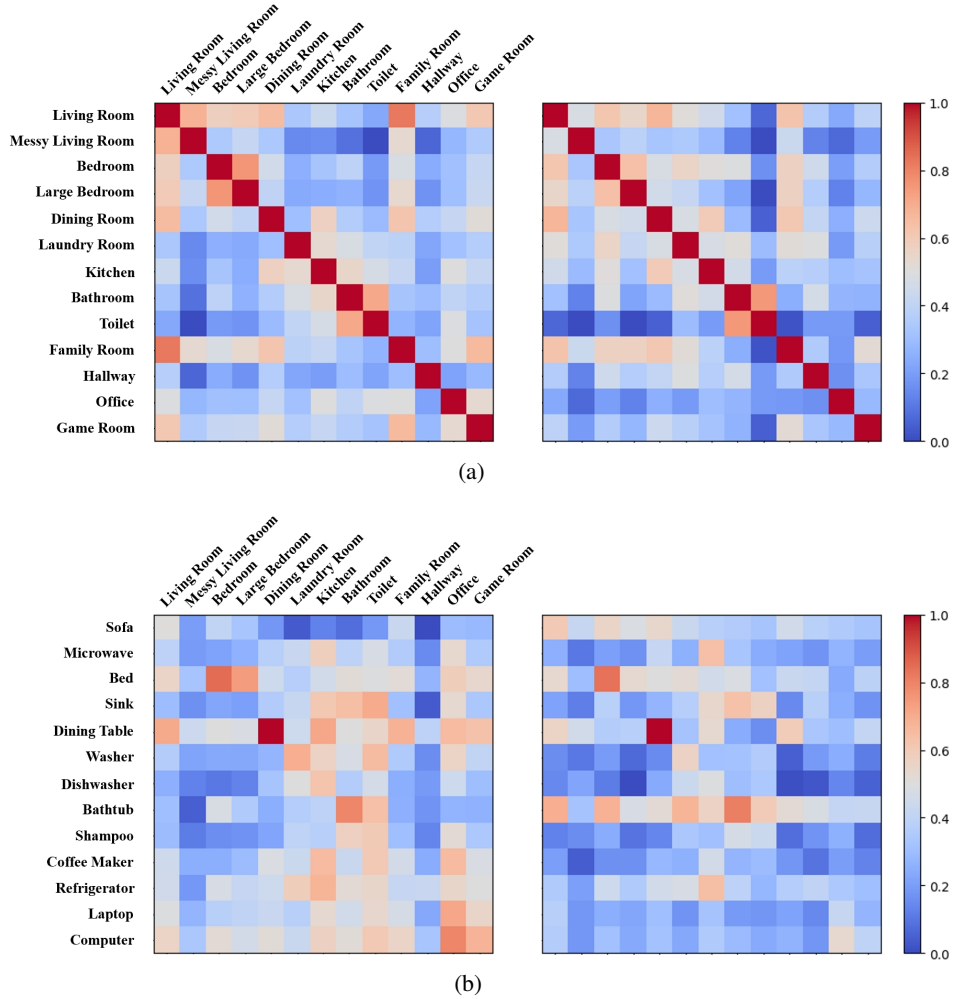 Living Room
Messy Living Room
Bedroom
Large Bedroom
Dining Room
Laundry Room
Kitchen
Bathroom
Toilet
Family Room
Hallway
Office
Game Room
Living Room
Messy Living Room
Bedroom
Large Bedroom
Dining Room
Laundry Room
Kitchen
Bathroom
Toilet
Family Room
Hallway
Office
Game Room
1.0
0.8
0.6
0.4
0.2
0.0
(a)
Living Room
Messy Living Room
Bedroom
Large Bedroom
Dining Room
Laundry Room
Kitchen
Bathroom
Toilet
Family Room
Hallway
Office
Game Room
Sofa
Microwave
Bed
Sink
Dining Table
Washer
Dishwasher
Bathtub
Shampoo
Coffee Maker
Refrigerator
Laptop
Computer
1.0
0.8
0.6
0.4
0.2
0.0
(b)